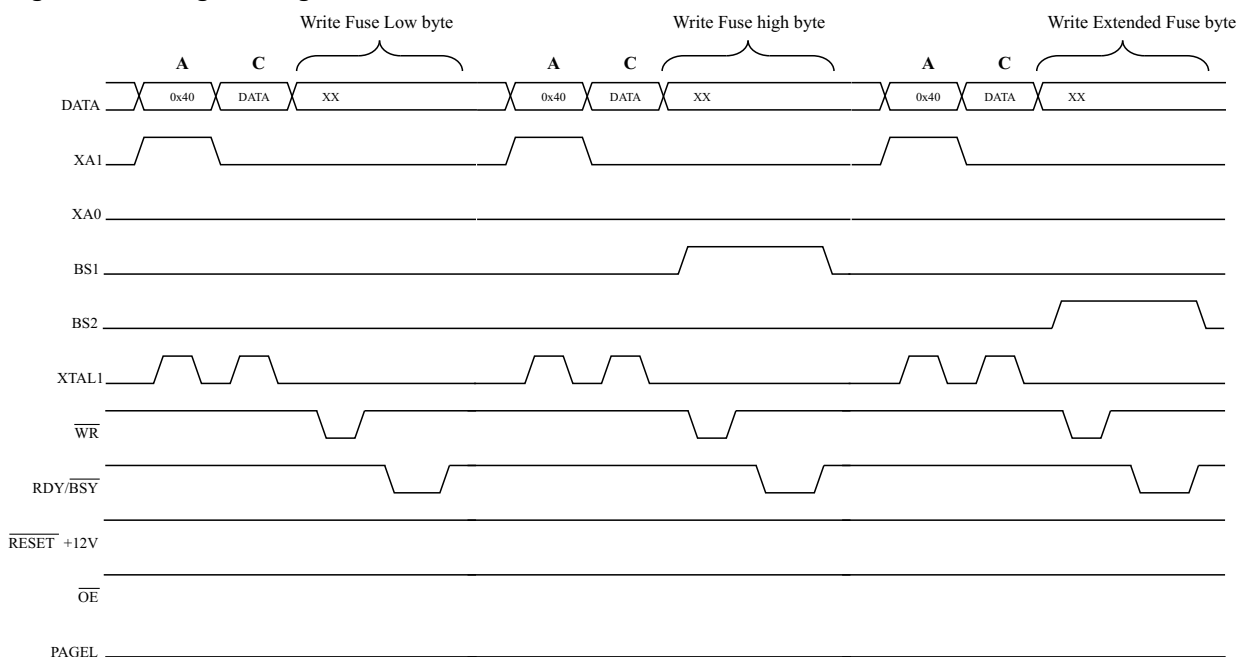 Write Fuse Low byte Write Fuse high byte Write Extended Fuse byte
A C A C A C
DATA 0x40 DATA XX 0x40 DATA XX 0x40 DATA XX
XA1
XA0
BS1
BS2
XTAL1
WR
RDY/BSY
RESET +12V
OE
PAGEL